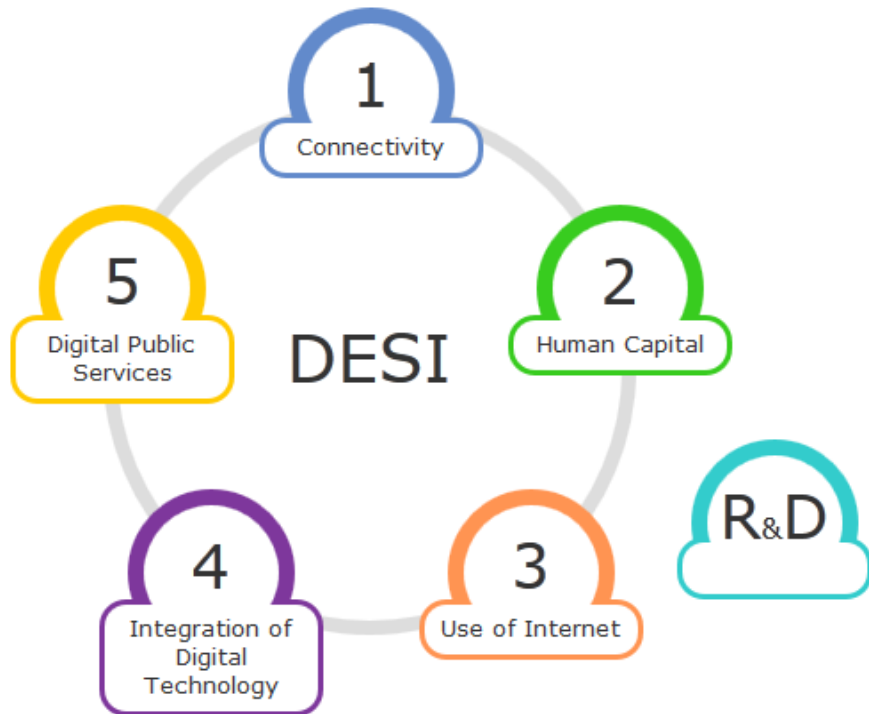 1
Connectivity
2
Human Capital
3
Use of Internet
4
Integration of
Digital
Technology
5
Digital Public
Services
DESI
R&D